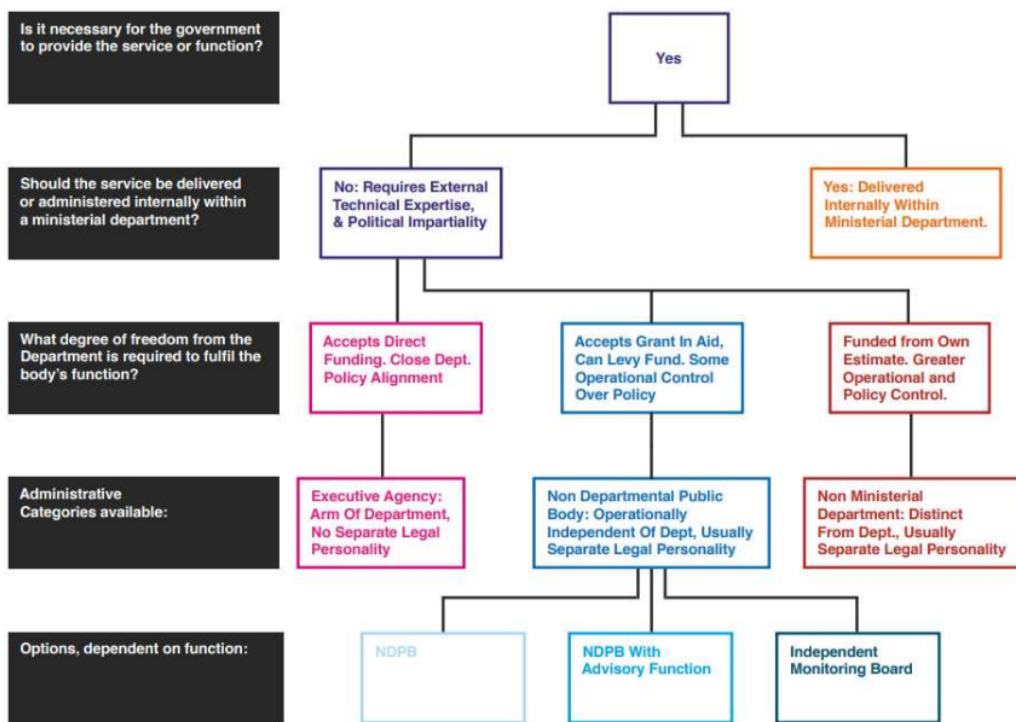 Is it necessary for the government
to provide the service or function?
Yes
Should the service be delivered
or administered internally within
a ministerial department?
No: Requires External
Technical Expertise,
& Political Impartiality
Yes: Delivered
Internally Within
Ministerial Department.
What degree of freedom from the
Department is required to fulfil the
body's function?
Accepts Direct
Funding. Close Dept.
Policy Alignment
Accepts Grant In Aid,
Can Levy Fund. Some
Operational Control
Over Policy
Funded from Own
Estimate. Greater
Operational and
Policy Control.
Administrative
Categories available:
Executive Agency:
Arm Of Department,
No Separate Legal
Personality
Non Departmental Public
Body: Operationally
Independent Of Dept, Usually
Separate Legal Personality
Non Ministerial
Department: Distinct
From Dept., Usually
Separate Legal Personality
Options, dependent on function:
NDPB
NDPB With
Advisory Function
Independent
Monitoring Board